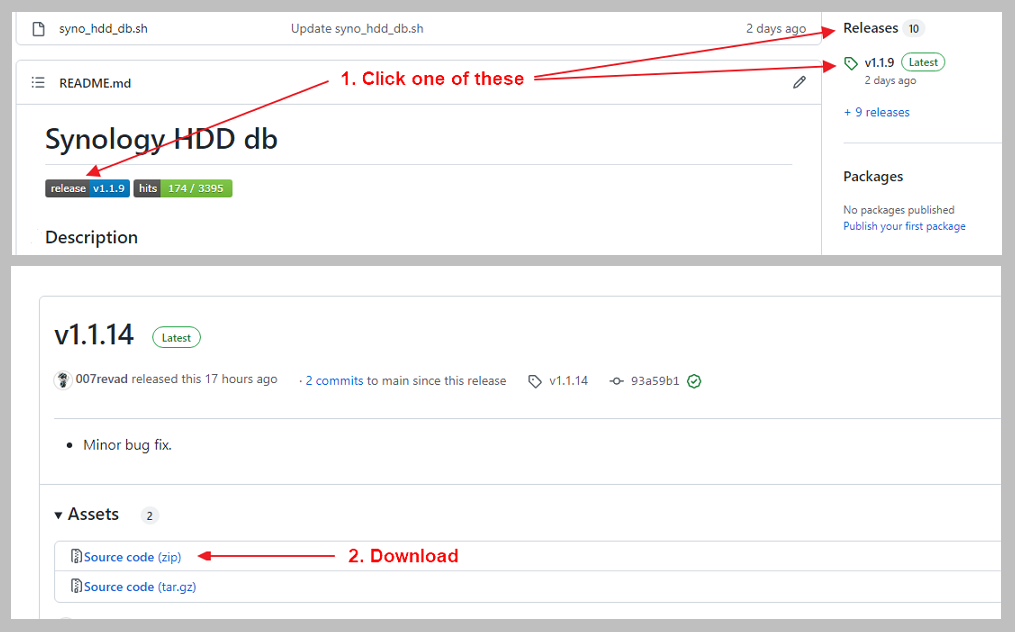 syno_hdd_db.sh Update syno_hdd_db.sh 2 days ago
README.md
1. Click one of these
Synology HDD db
release v1.1.9 hits 174 / 3395
Description
Releases 10
v1.1.9 Latest
2 days ago
+ 9 releases
Packages
No packages published
Publish your first package
v1.1.14 Latest
007revad released this 17 hours ago · 2 commits to main since this release v1.1.14 93a59b1
• Minor bug fix.
Assets 2
Source code (zip)
2. Download
Source code (tar.gz)